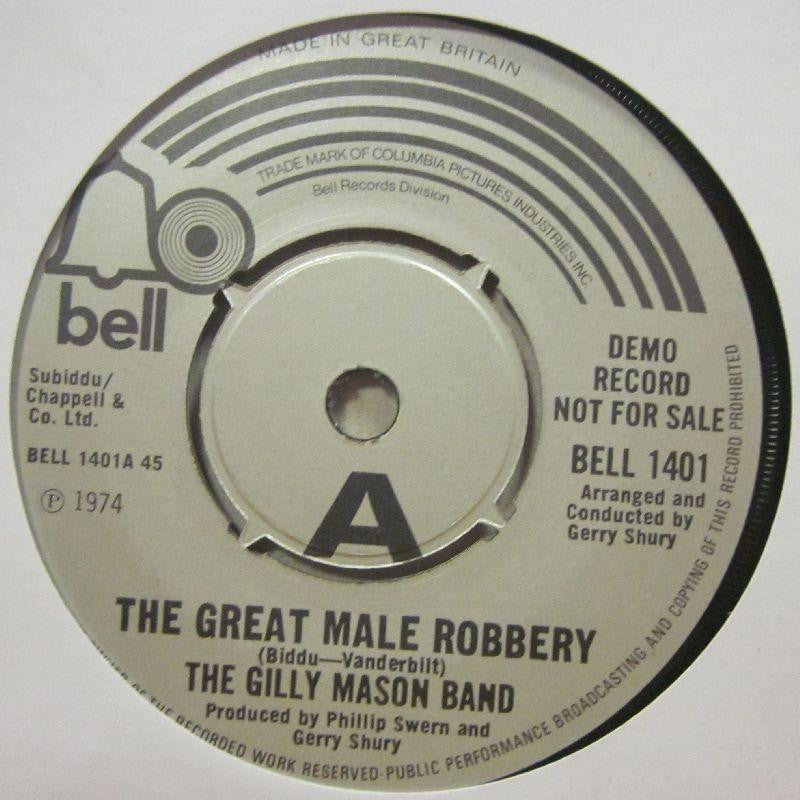 MADE IN GREAT BRITAIN
TRADE MARK OF COLUMBIA PICTURES INDUSTRIES INC.
Bell Records Division
bell
Subiddu/
Chappell &
Co. Ltd.
BELL 1401A 45
Ⓟ 1974
DEMO
RECORD
NOT FOR SALE
BELL 1401
Arranged and
Conducted by
Gerry Shury
A
THE GREAT MALE ROBBERY
(Biddu—Vanderbilt)
THE GILLY MASON BAND
Produced by Phillip Swern and
Gerry Shury
OF THE RECORDED WORK RESERVED-PUBLIC PERFORMANCE BROADCASTING AND COPYING OF THIS RECORD PROHIBITED